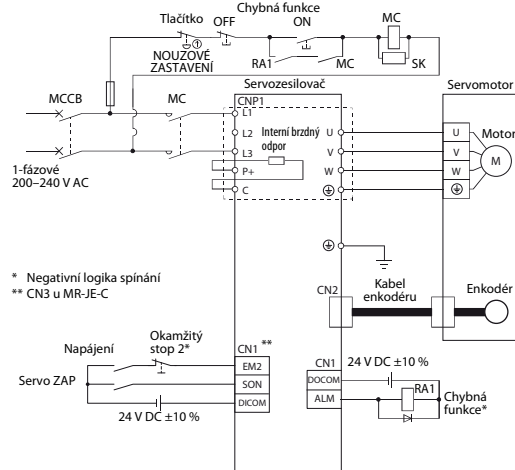 Chybná funkce
Tlačítko OFF ON MC
①
NOUZOVÉ
ZASTAVENÍ
RA1 MC SK
Servozesilovač Servomotor
MCCB MC CNP1
L1
L2 Interní brzdný
odpor
L3
P+
C
U
V
W
U
V
W
Motor
M
1-fázové
200–240 V AC
* Negativní logika spínání
** CN3 u MR-JE-C
CN2 Kabel
enkodéru
Enkodér
Napájení Okamžitý
stop 2*
CN1 **
EM2
Servo ZAP SON
DICOM
24 V DC ±10 %
CN1 24 V DC ±10 %
DOCOM
ALM
RA1 Chybná
funkce*